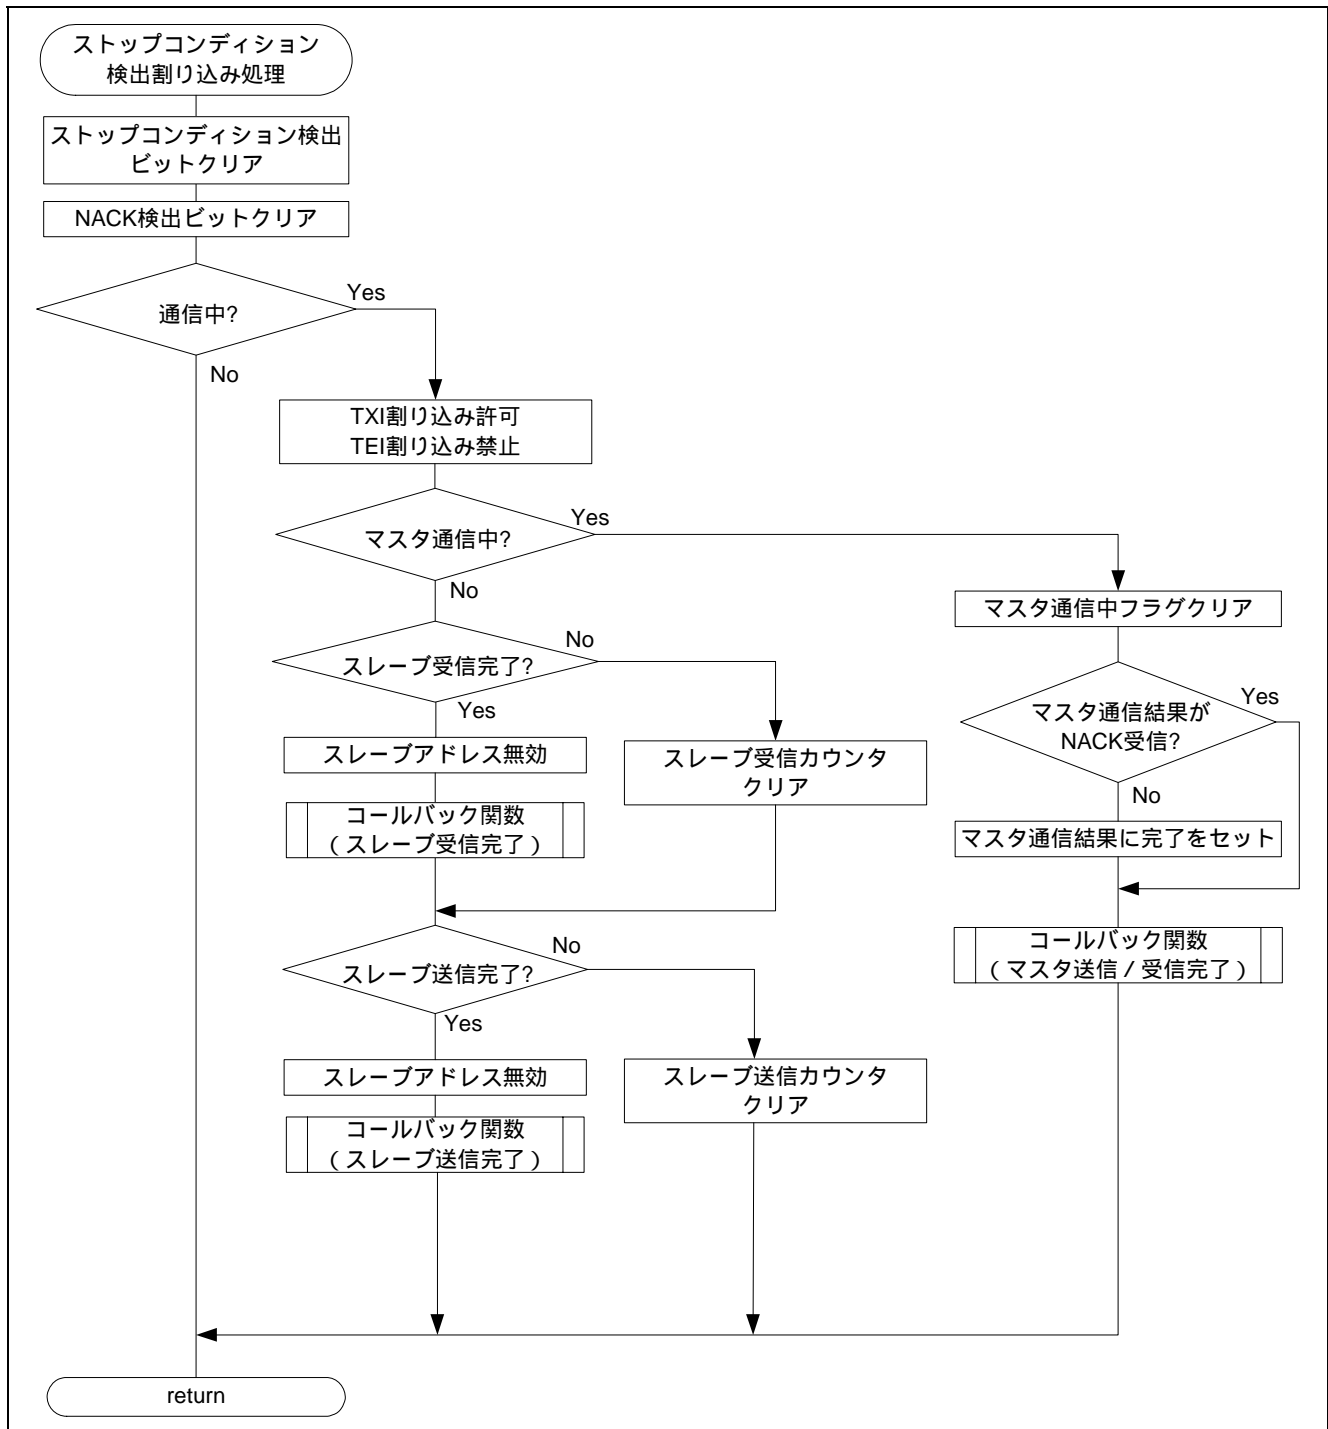 ストップコンディション
検出割り込み処理
ストップコンディション検出
ビットクリア
NACK検出ビットクリア
通信中?
Yes
No
TXI割り込み許可
TEI割り込み禁止
マスタ通信中?
Yes
No
マスタ通信中フラグクリア
スレーブ受信完了?
No
Yes
マスタ通信結果が
NACK受信?
Yes
No
スレーブアドレス無効
スレーブ受信カウンタ
クリア
コールバック関数
（スレーブ受信完了）
マスタ通信結果に完了をセット
コールバック関数
（マスタ送信／受信完了）
スレーブ送信完了?
No
Yes
スレーブアドレス無効
スレーブ送信カウンタ
クリア
コールバック関数
（スレーブ送信完了）
return